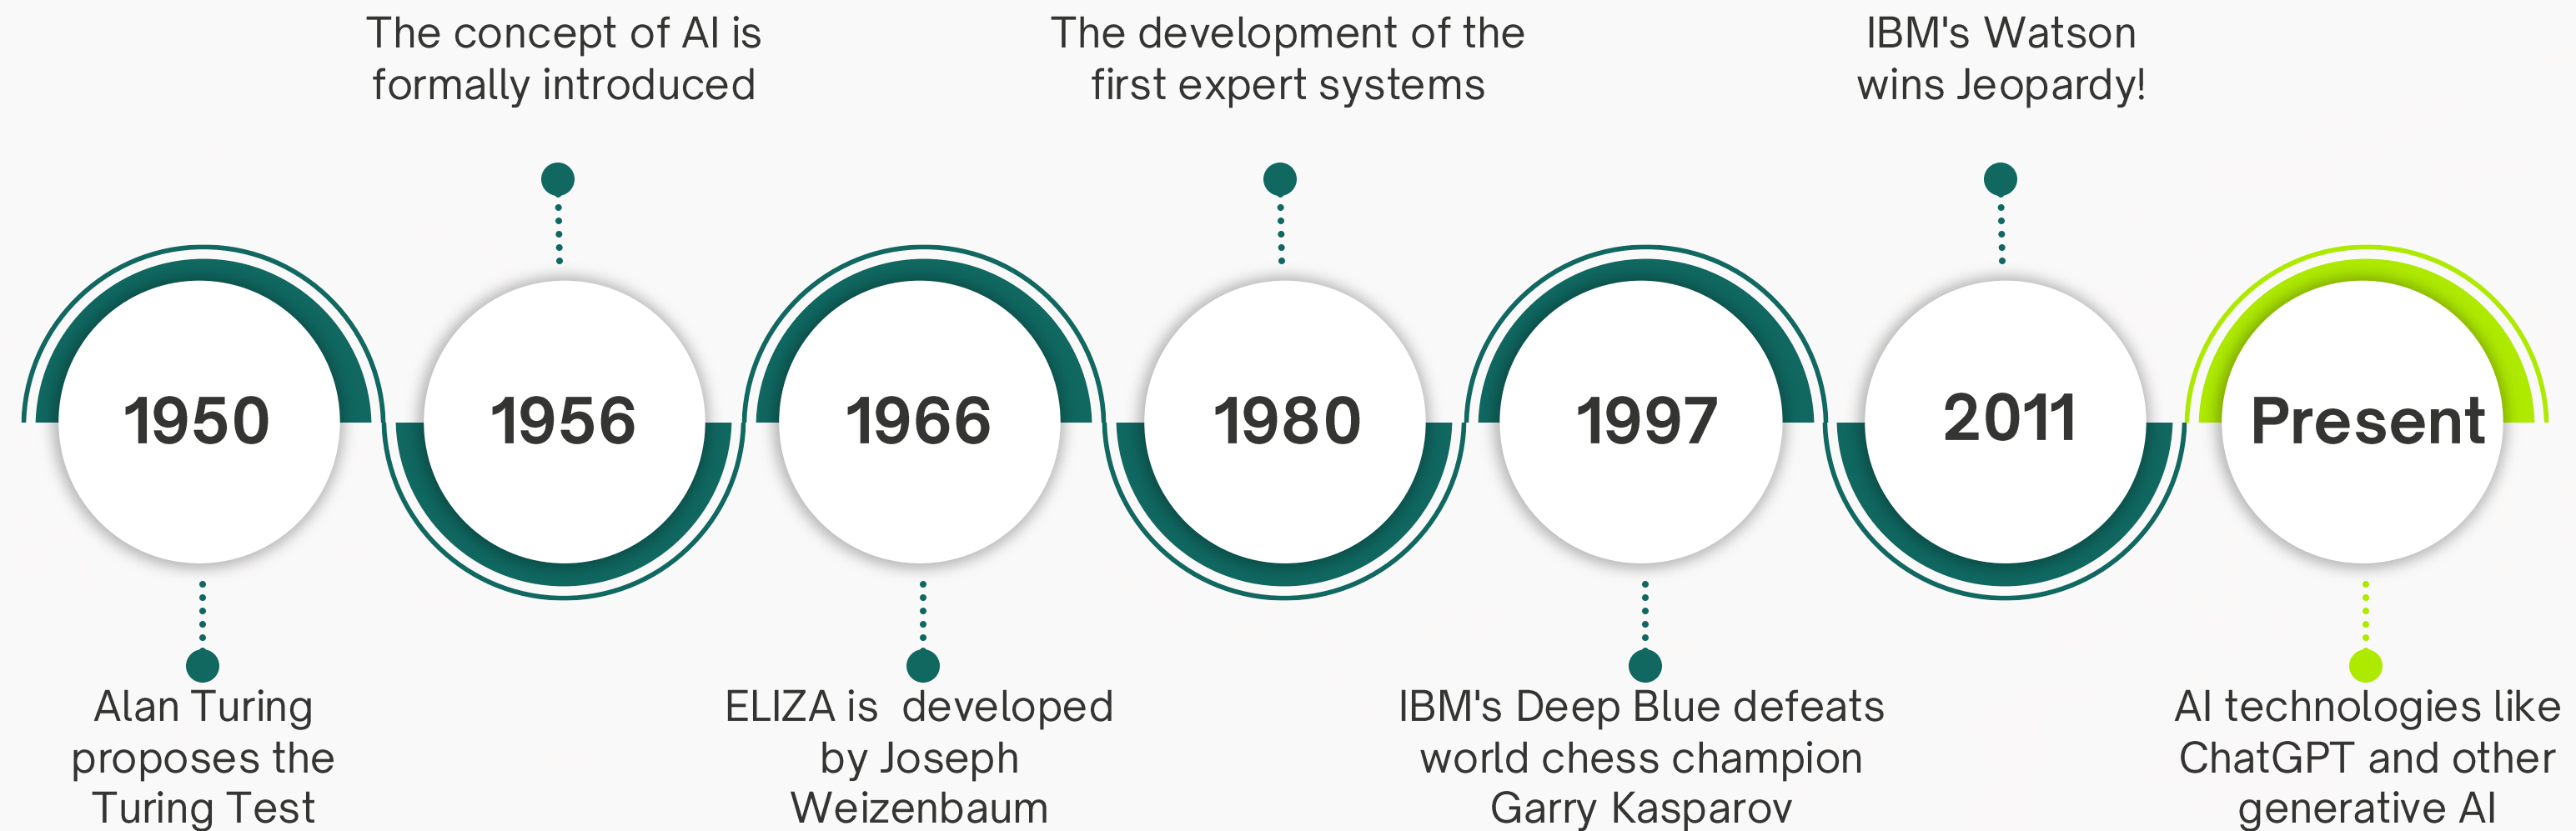 The concept of AI is
formally introduced
The development of the
first expert systems
IBM's Watson
wins Jeopardy!
1950
1956
1966
1980
1997
2011
Present
Alan Turing
proposes the
Turing Test
ELIZA is  developed
by Joseph
Weizenbaum
IBM's Deep Blue defeats
world chess champion
Garry Kasparov
AI technologies like
ChatGPT and other
generative AI